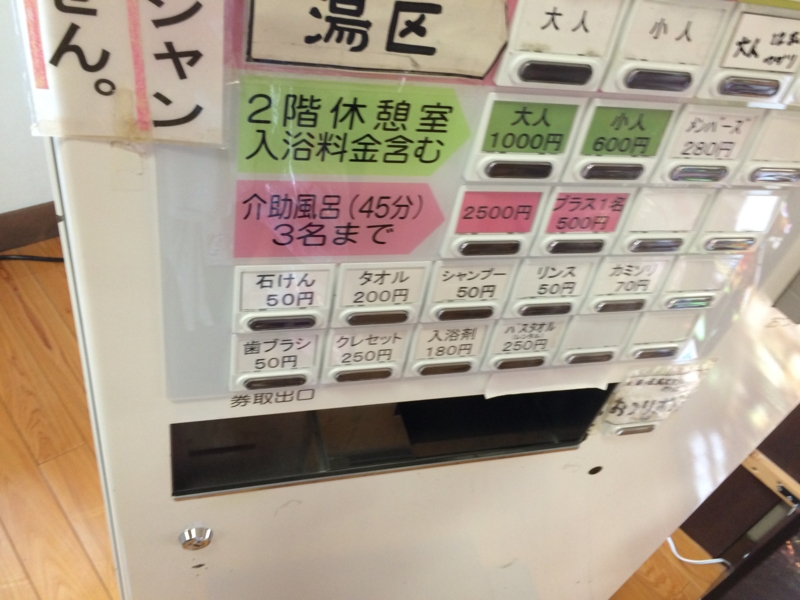 シャン
せん。
湯区
大人
小人
大人
2階休憩室
入浴料金含む
大人
1000円
小人
600円
メンバーズ
280円
介助風呂(45分)
3名まで
2500円
プラス1名
500円
石けん
50円
タオル
200円
シャンプー
50円
リンス
50円
カミソリ
70円
歯ブラシ
50円
クレセット
250円
入浴剤
180円
バスタオル
250円
券取出口